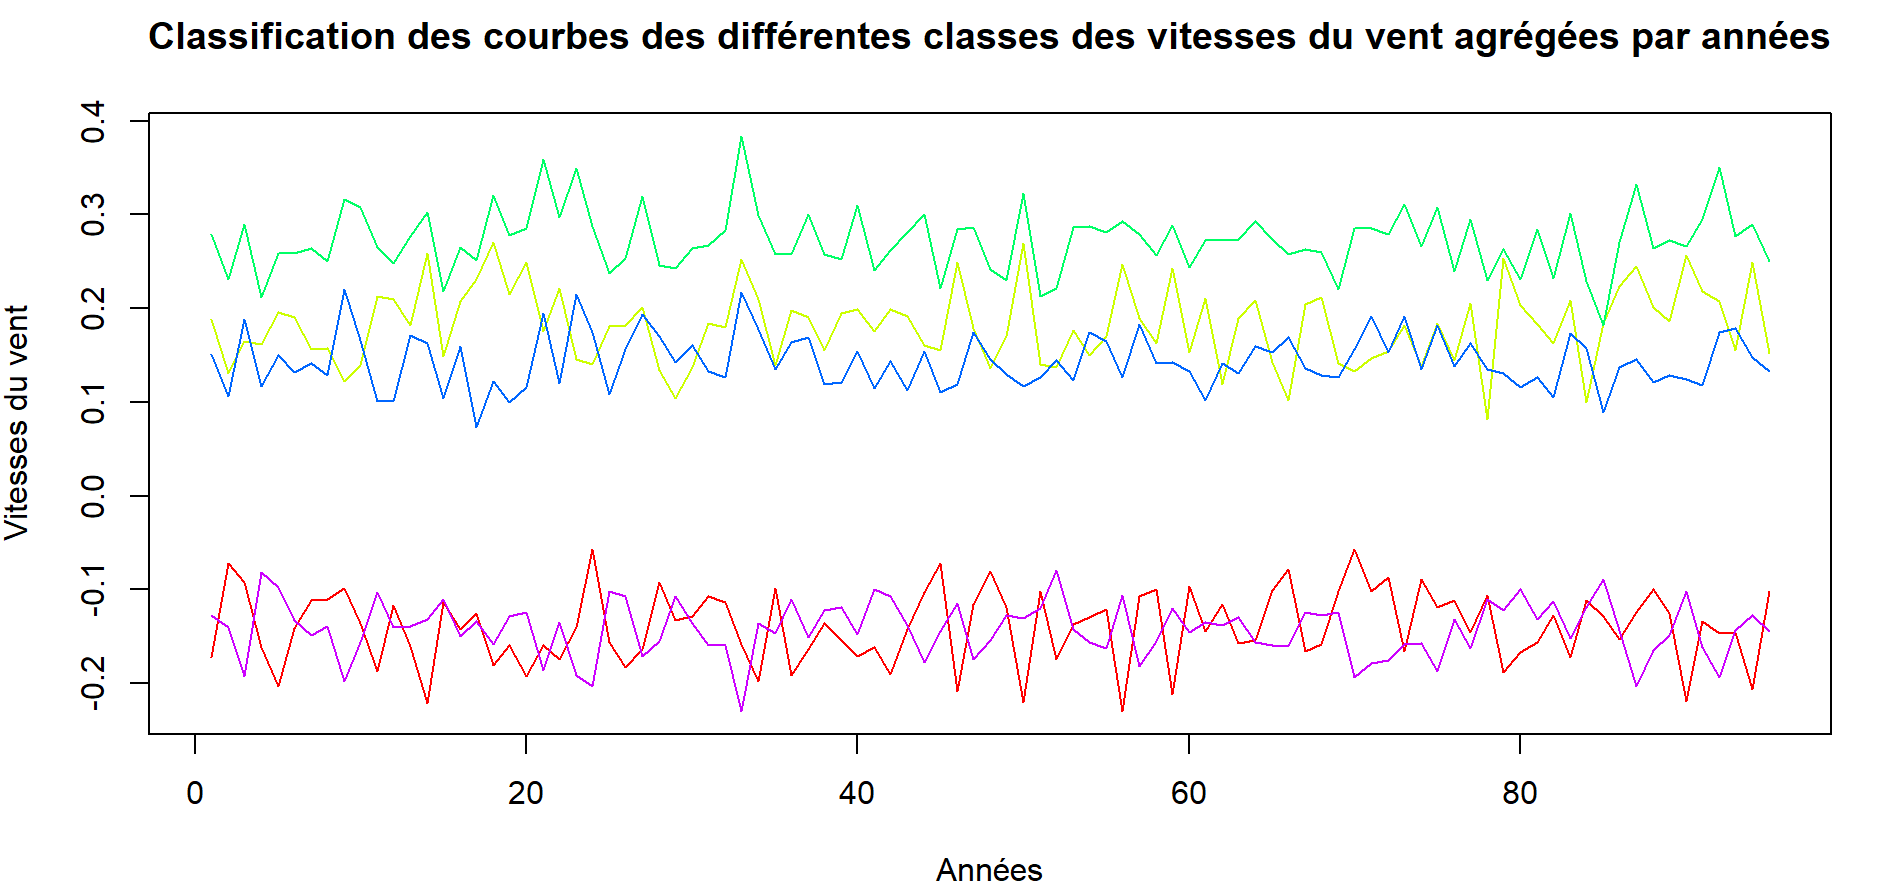 Classification des courbes des différentes classes des vitesses du vent agrégées par années
Vitesses du vent
0.4
0.3
0.2
0.1
0.0
-0.1
-0.2
0 20 40 60 80
Années